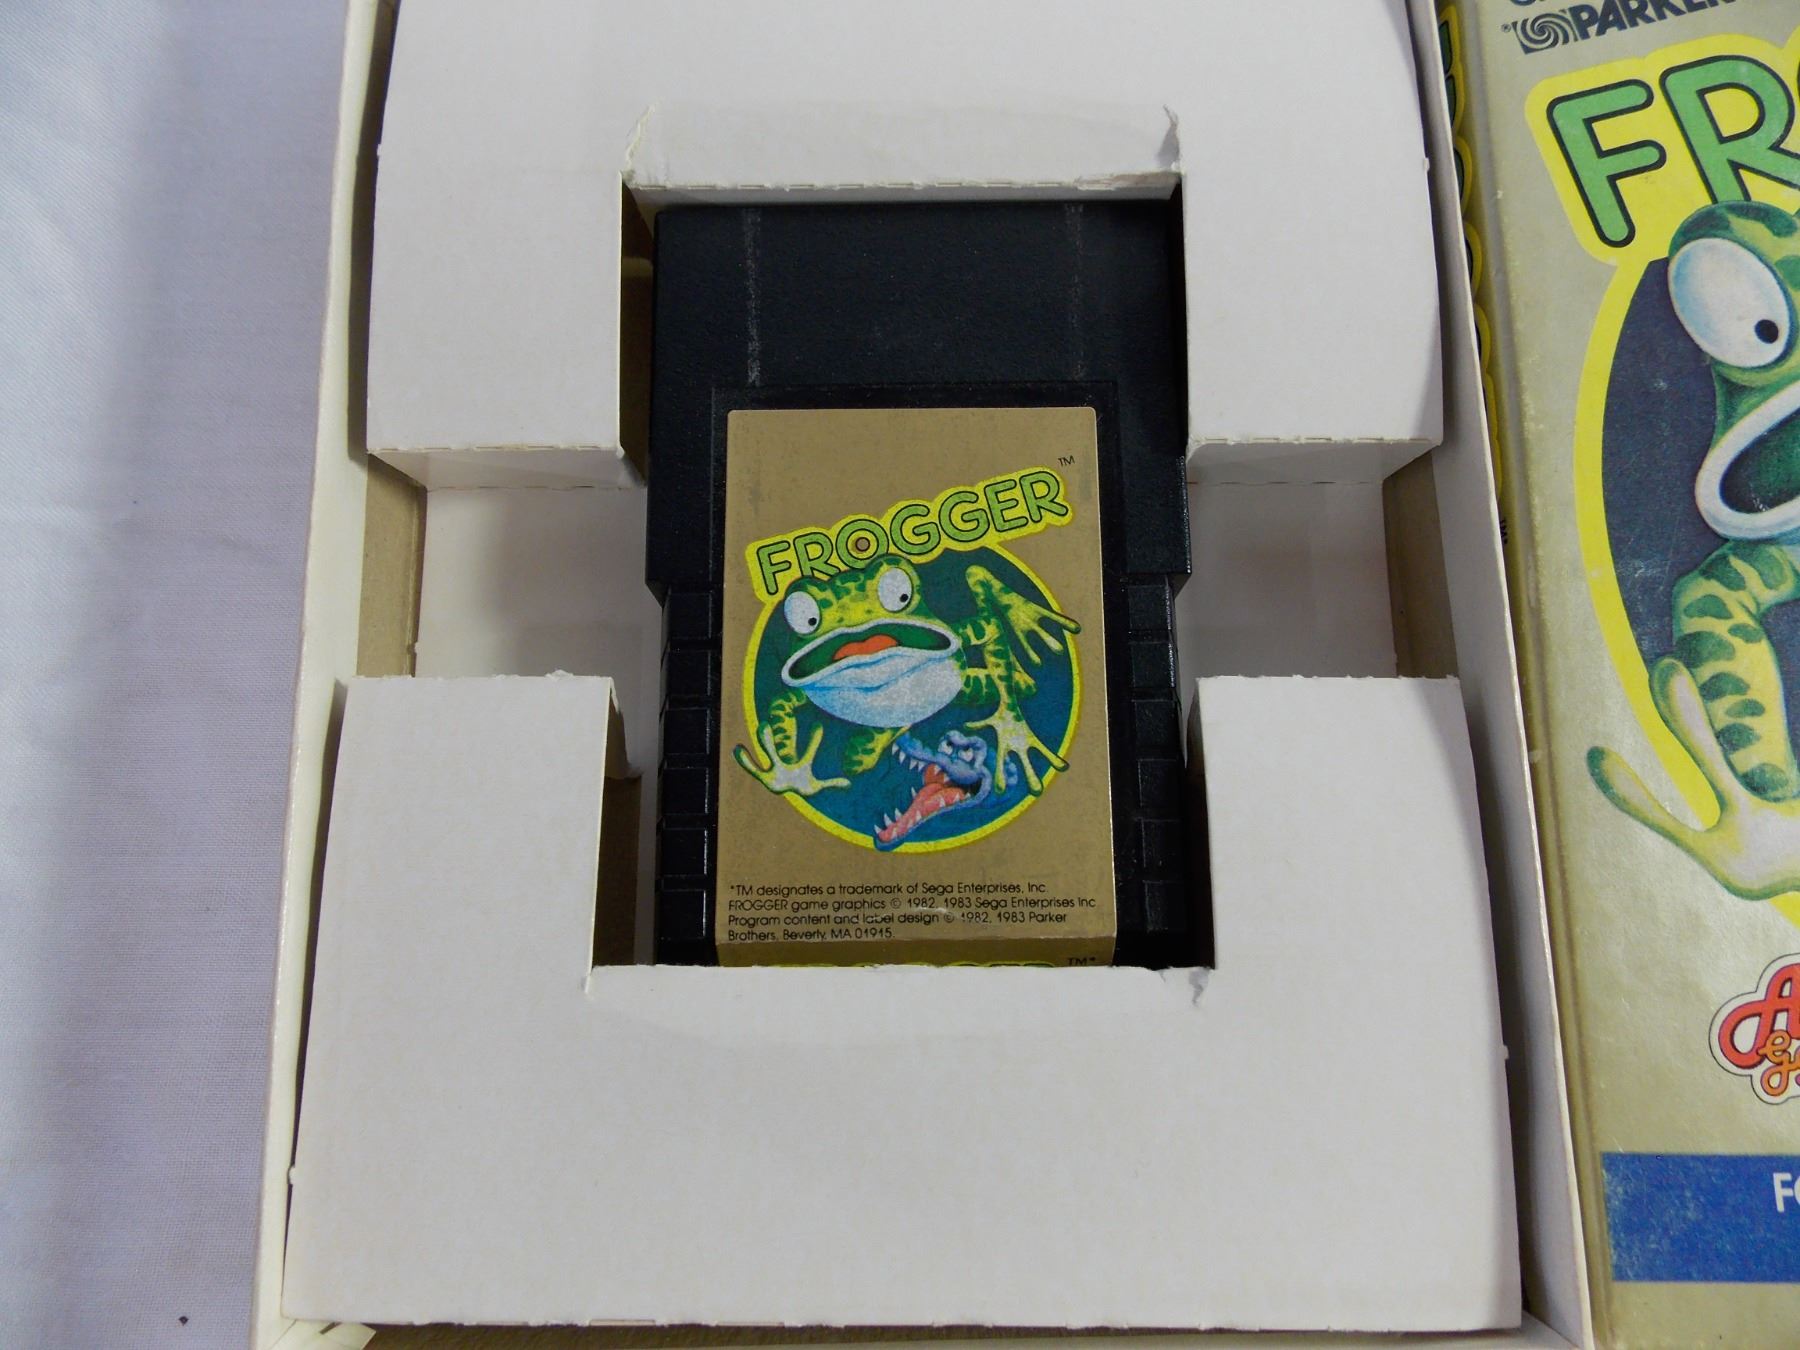 FROGGER™
*TM designates a trademark of Sega Enterprises, Inc.
FROGGER game graphics © 1982, 1983 Sega Enterprises Inc
Program content and label design © 1982, 1983 Parker
Brothers, Beverly, MA 01915.
TM*
PARKER
FR